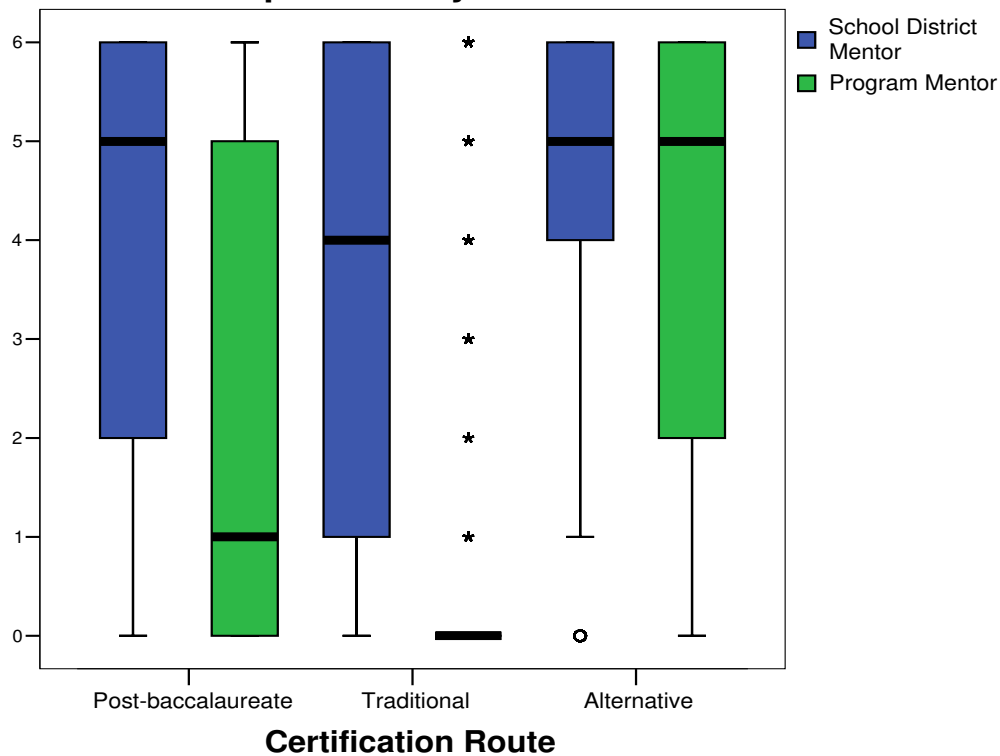 School District
Mentor
Program Mentor
6
5
4
3
2
1
0
Post-baccalaureate
Traditional
Alternative
Certification Route